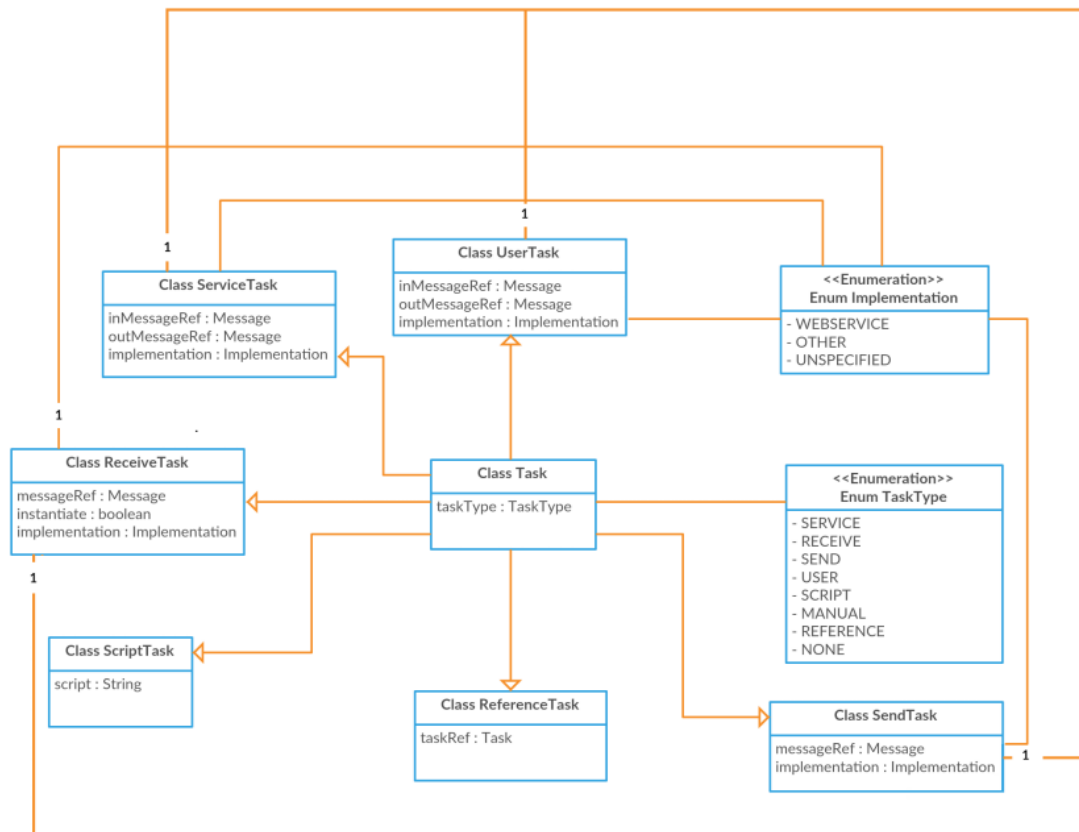 1
1
Class UserTask
inMessageRef : Message
outMessageRef : Message
implementation : Implementation
Class ServiceTask
inMessageRef : Message
outMessageRef : Message
implementation : Implementation
<<Enumeration>>
Enum Implementation
- WEBSERVICE
- OTHER
- UNSPECIFIED
1
Class ReceiveTask
messageRef : Message
instantiate : boolean
implementation : Implementation
Class Task
taskType : TaskType
<<Enumeration>>
Enum TaskType
- SERVICE
- RECEIVE
- SEND
- USER
- SCRIPT
- MANUAL
- REFERENCE
- NONE
1
Class ScriptTask
script : String
Class ReferenceTask
taskRef : Task
Class SendTask
messageRef : Message
implementation : Implementation
1